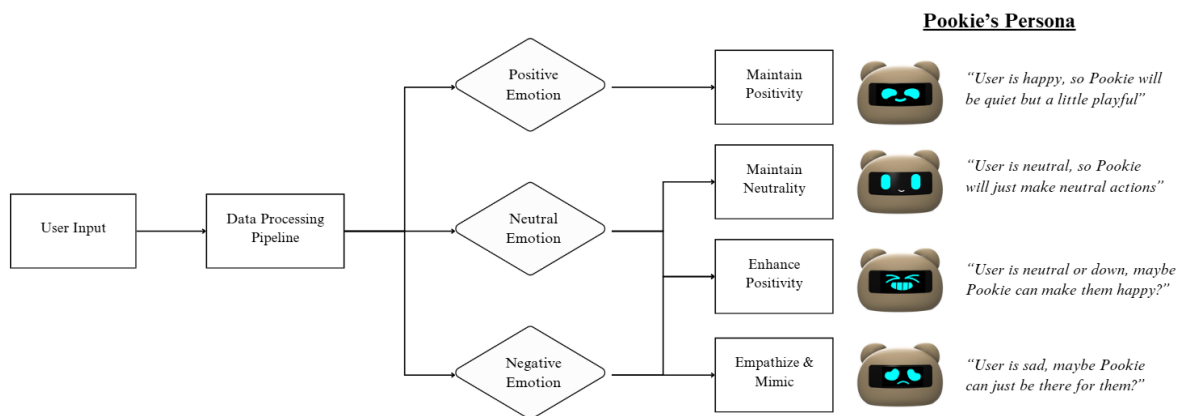 Pookie's Persona
User Input
Data Processing
Pipeline
Positive
Emotion
Neutral
Emotion
Negative
Emotion
Maintain
Positivity
“User is happy, so Pookie will
be quiet but a little playful”
Maintain
Neutrality
“User is neutral, so Pookie
will just make neutral actions”
Enhance
Positivity
“User is neutral or down, maybe
Pookie can make them happy?”
Empathize &
Mimic
“User is sad, maybe Pookie
can just be there for them?”